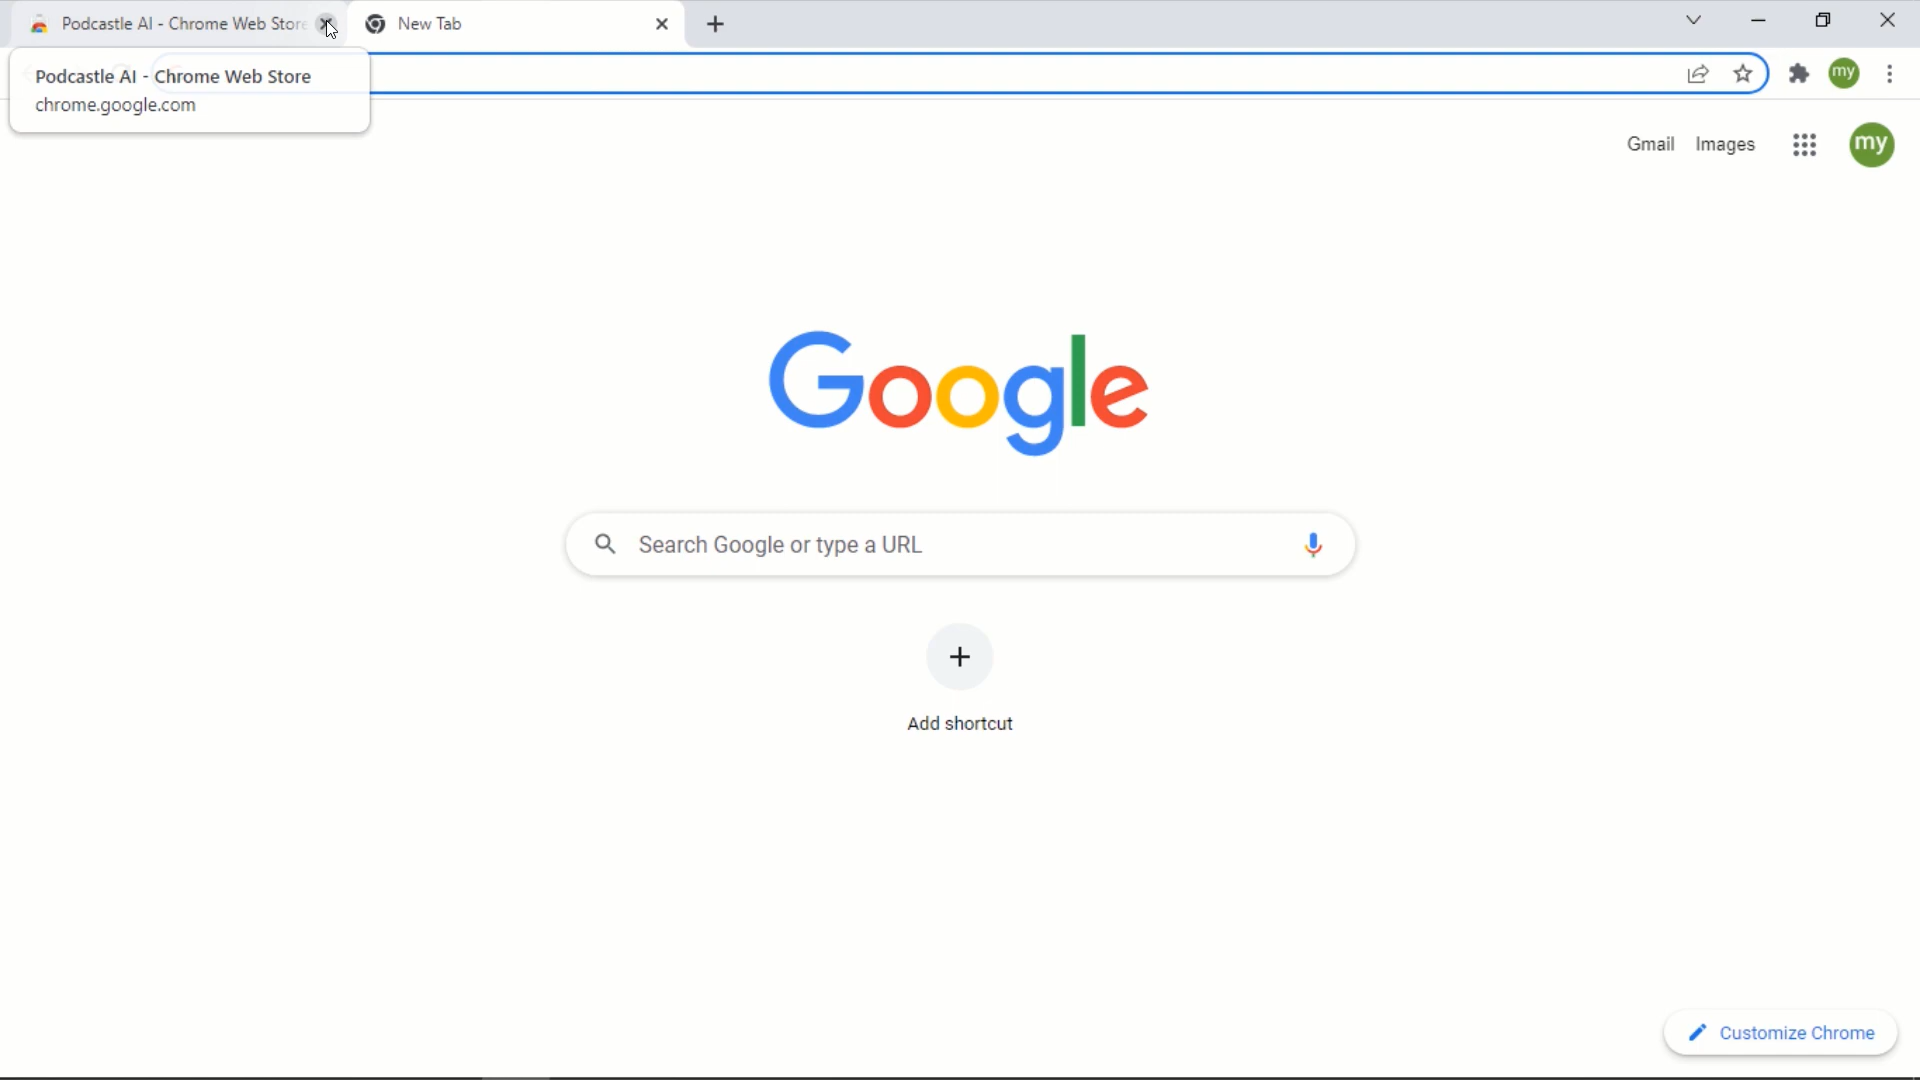 Podcastle AI - Chrome Web Store
New Tab
Podcastle AI - Chrome Web Store
chrome.google.com
my
Gmail
Images
my
Google
Search Google or type a URL
Add shortcut
Customize Chrome